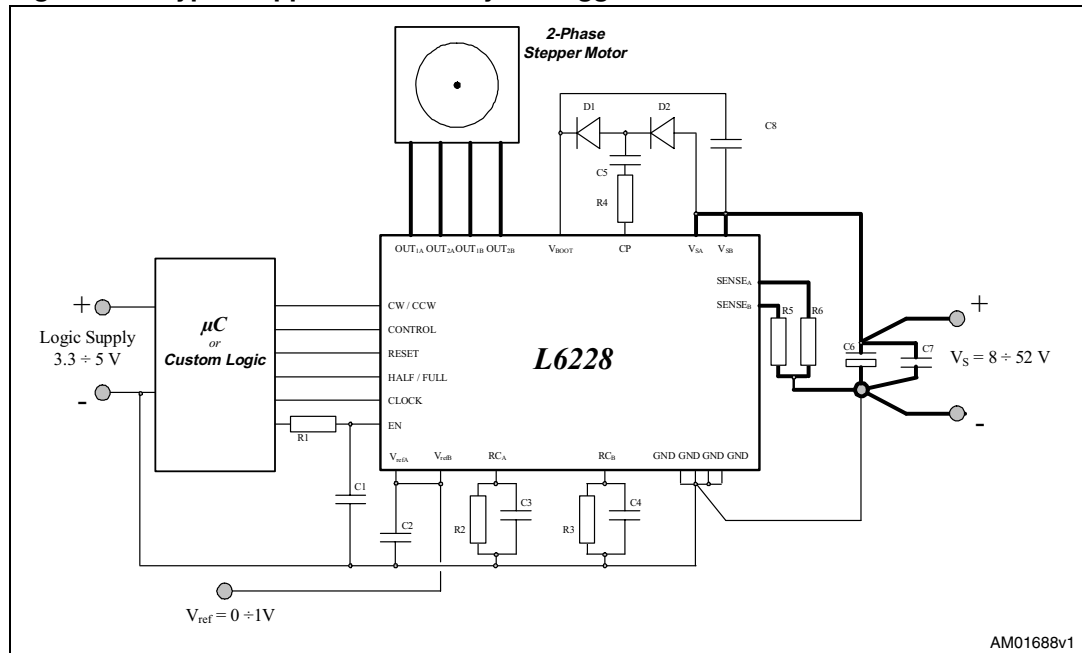 2-Phase
Stepper Motor
D1
D2
C8
C5
R4
OUT1A OUT2A OUT1B OUT2B
VBOOT
CP
VSA
VSB
SENSEA
SENSEB
R5
R6
+
Logic Supply
3.3 ÷ 5 V
-
µC
or
Custom Logic
CW / CCW
CONTROL
RESET
HALF / FULL
CLOCK
EN
L6228
C6
C7
+
VS = 8 ÷ 52 V
-
R1
VrefA
VrefB
RCA
RCB
GND GND GND GND
C1
C2
R2
C3
R3
C4
Vref = 0 ÷1V
AM01688v1